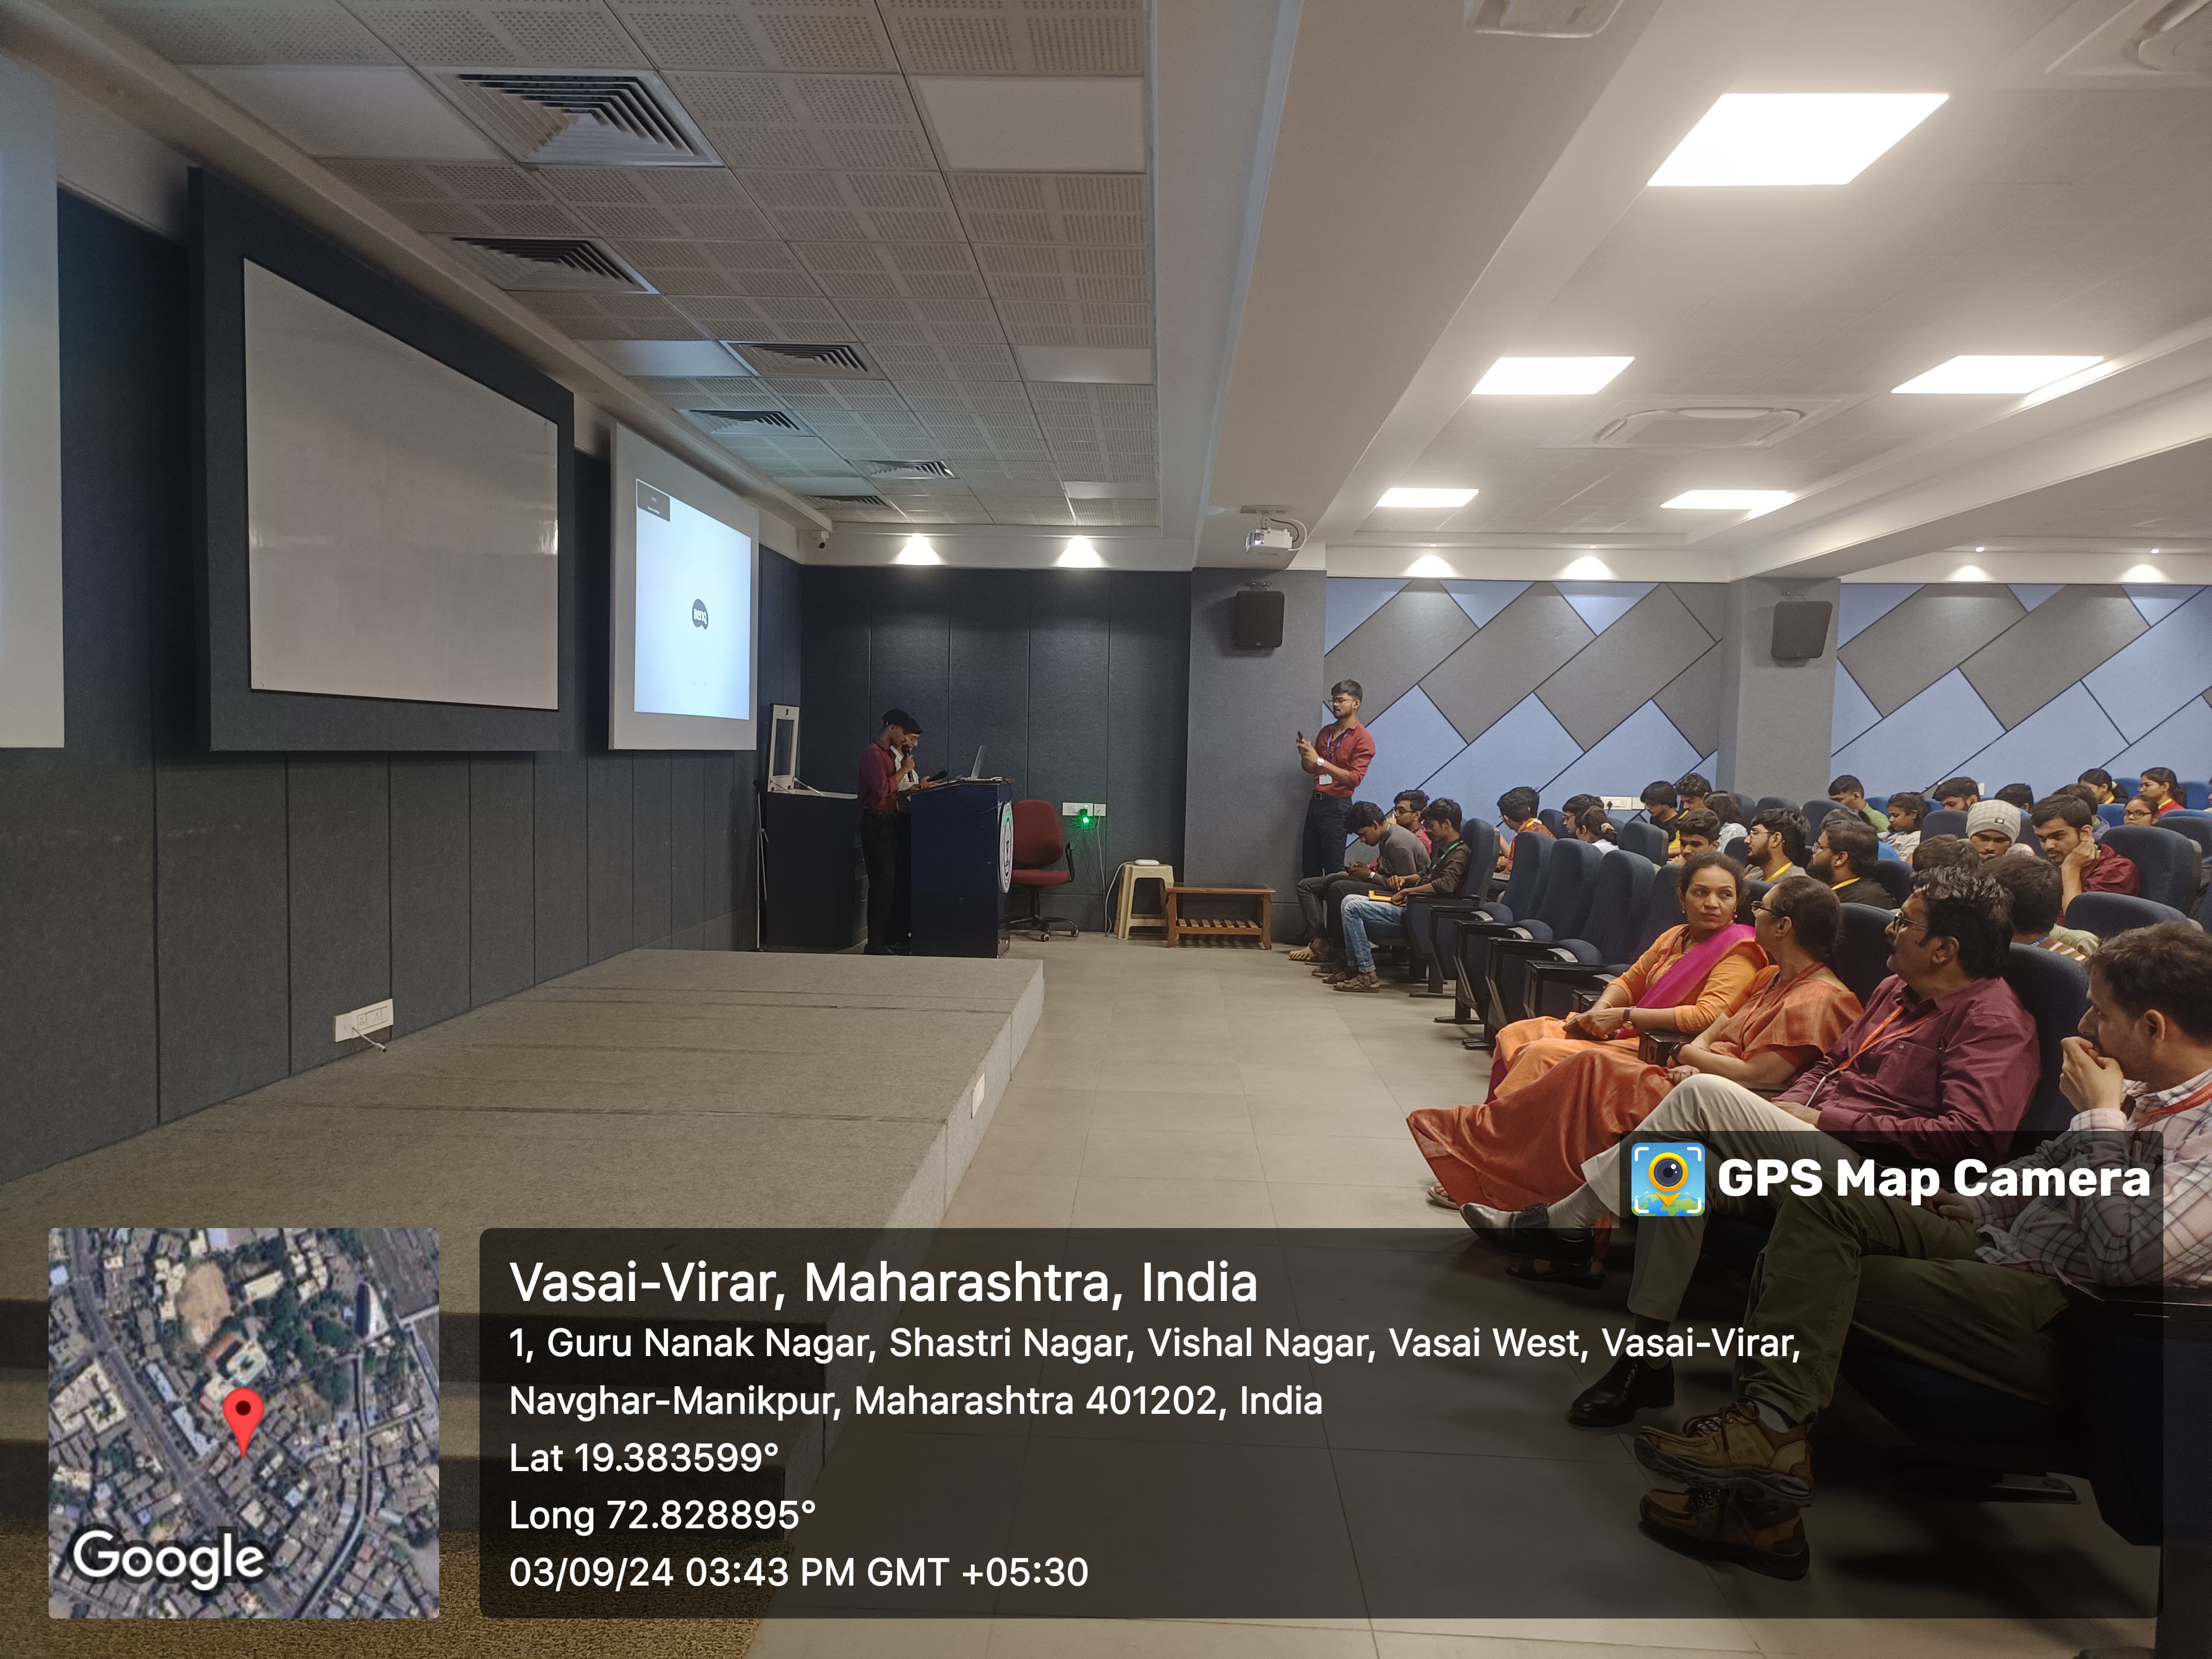 BenQ
GPS Map Camera
Vasai-Virar, Maharashtra, India
1, Guru Nanak Nagar, Shastri Nagar, Vishal Nagar, Vasai West, Vasai-Virar,
Navghar-Manikpur, Maharashtra 401202, India
Lat 19.383599°
Long 72.828895°
03/09/24 03:43 PM GMT +05:30
Google